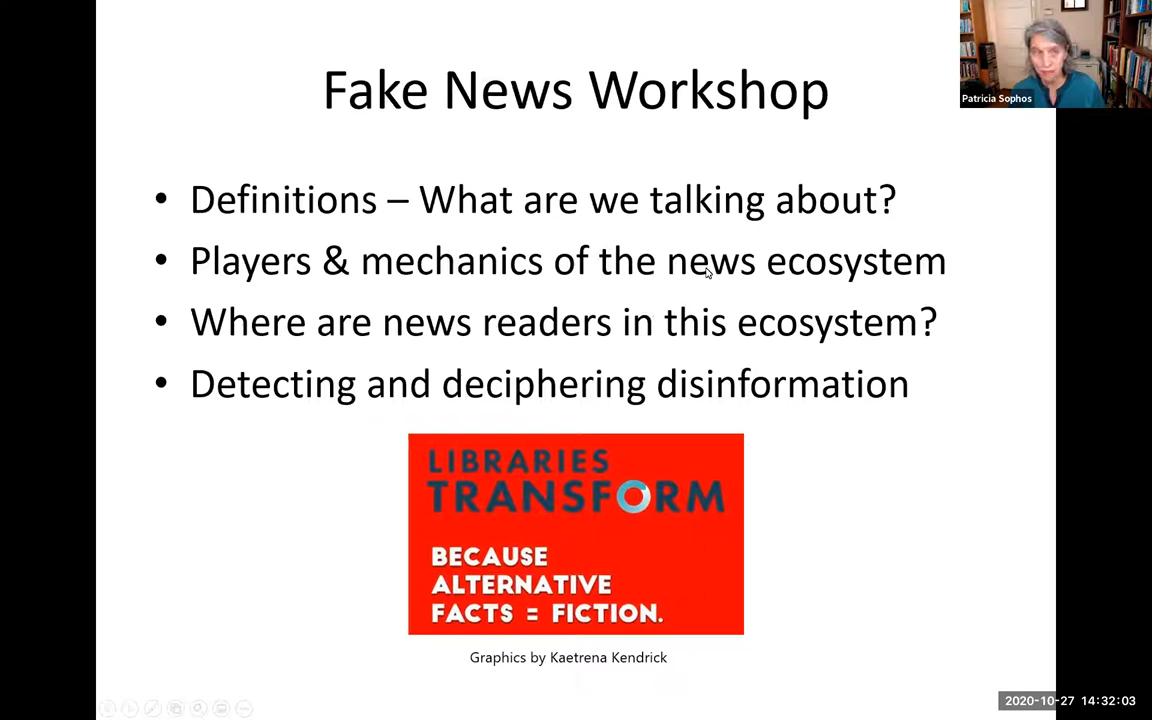 Fake News Workshop
Patricia Sophos
• Definitions – What are we talking about?
• Players & mechanics of the news ecosystem
• Where are news readers in this ecosystem?
• Detecting and deciphering disinformation
LIBRARIES
TRANSFORM
BECAUSE
ALTERNATIVE
FACTS = FICTION.
Graphics by Kaetrena Kendrick
2020-10-27 14:32:03